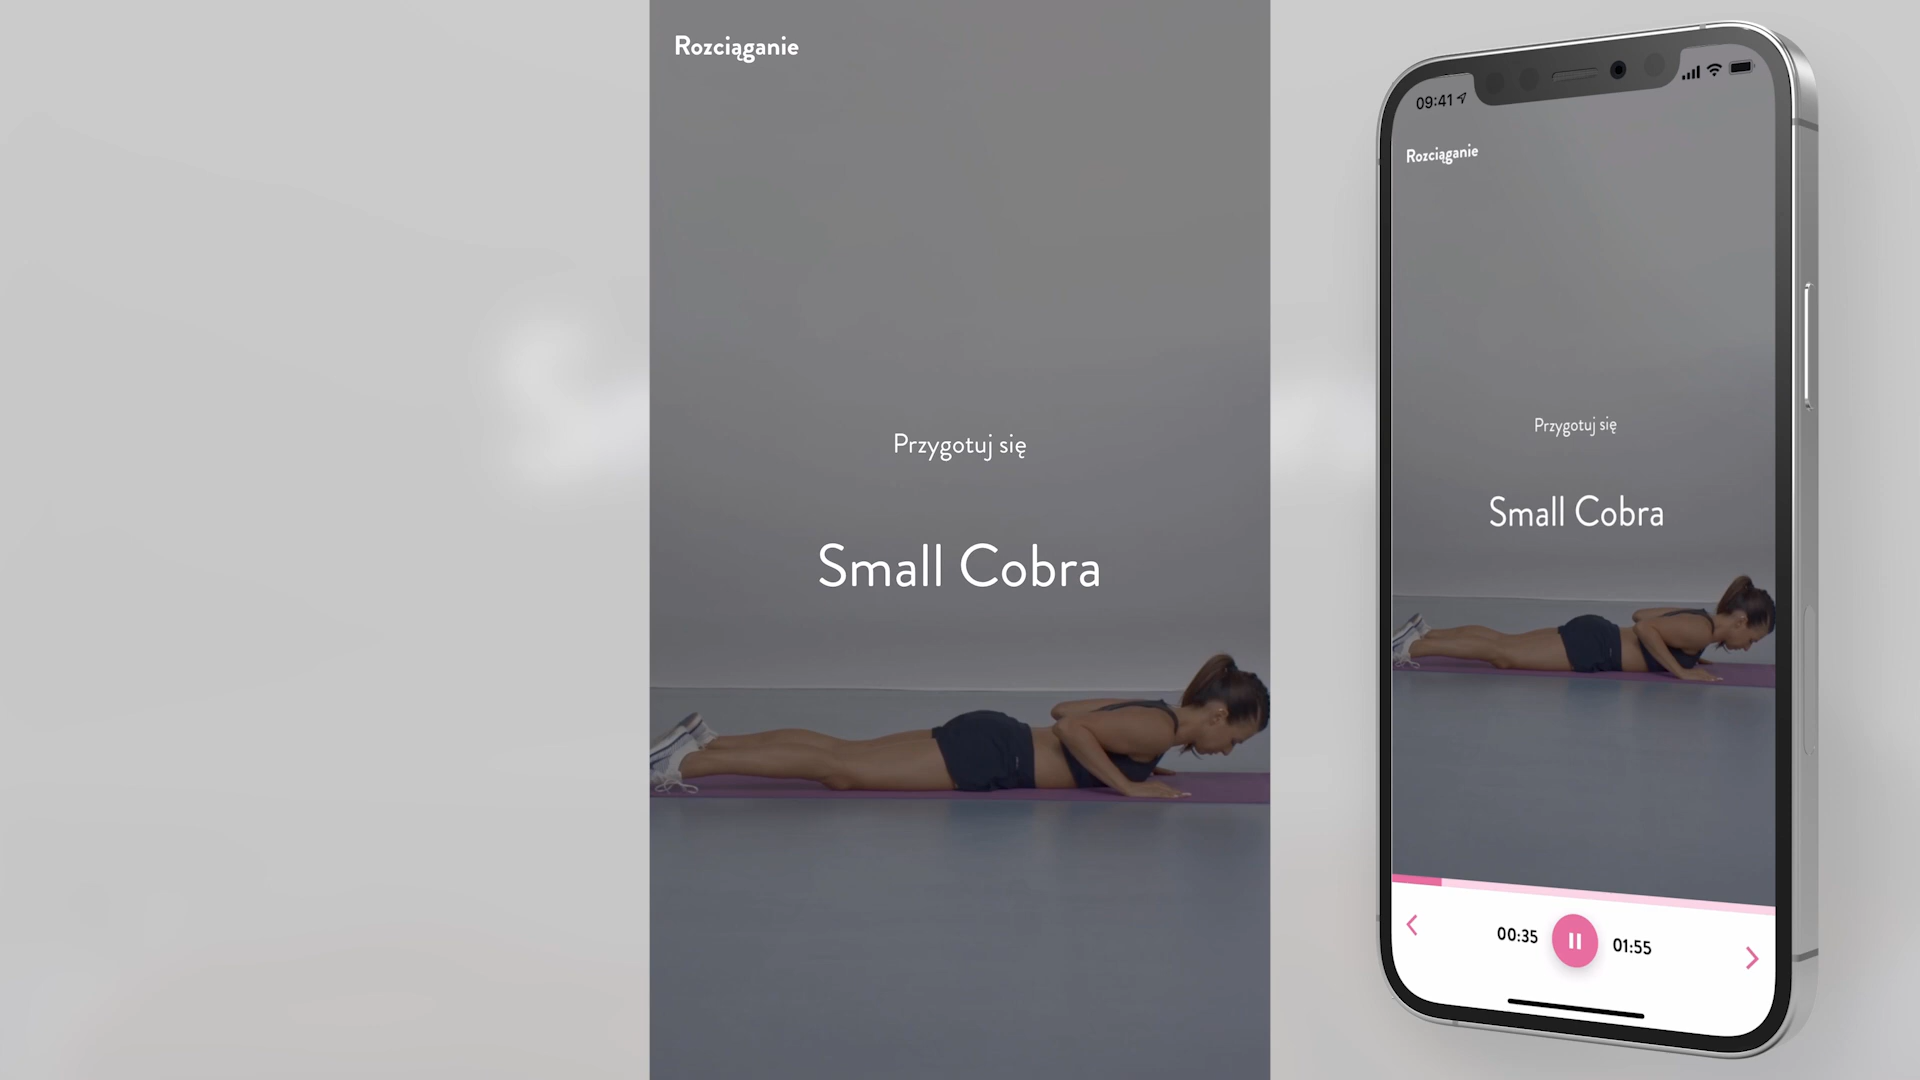 Rozciąganie
Przygotuj się
Small Cobra
09:41
Rozciąganie
Przygotuj się
Small Cobra
00:35
01:55